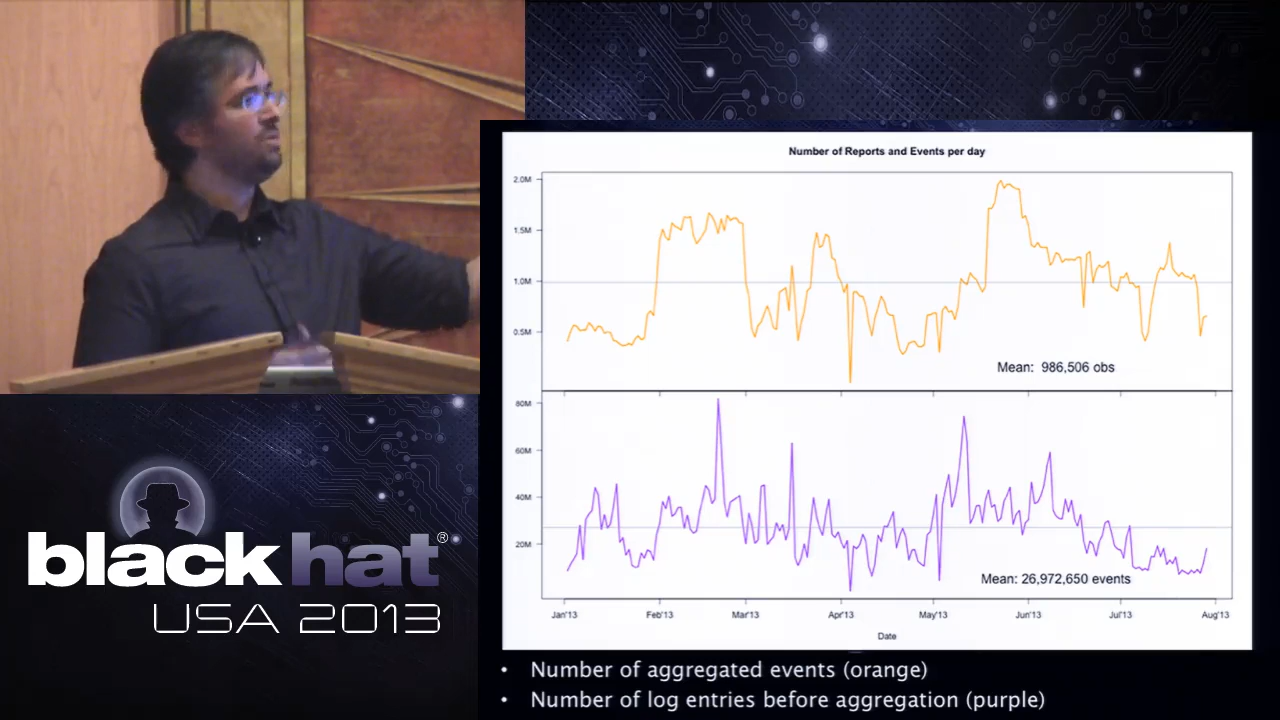 Number of Reports and Events per day
2.0M
1.5M
1.0M
0.5M
Mean: 986,506 obs
80M
60M
40M
20M
Mean: 26,972,650 events
Jan'13 Feb'13 Mar'13 Apr'13 May'13 Jun'13 Jul'13 Aug'13
Date
black hat®
USA 2013
• Number of aggregated events (orange)
• Number of log entries before aggregation (purple)